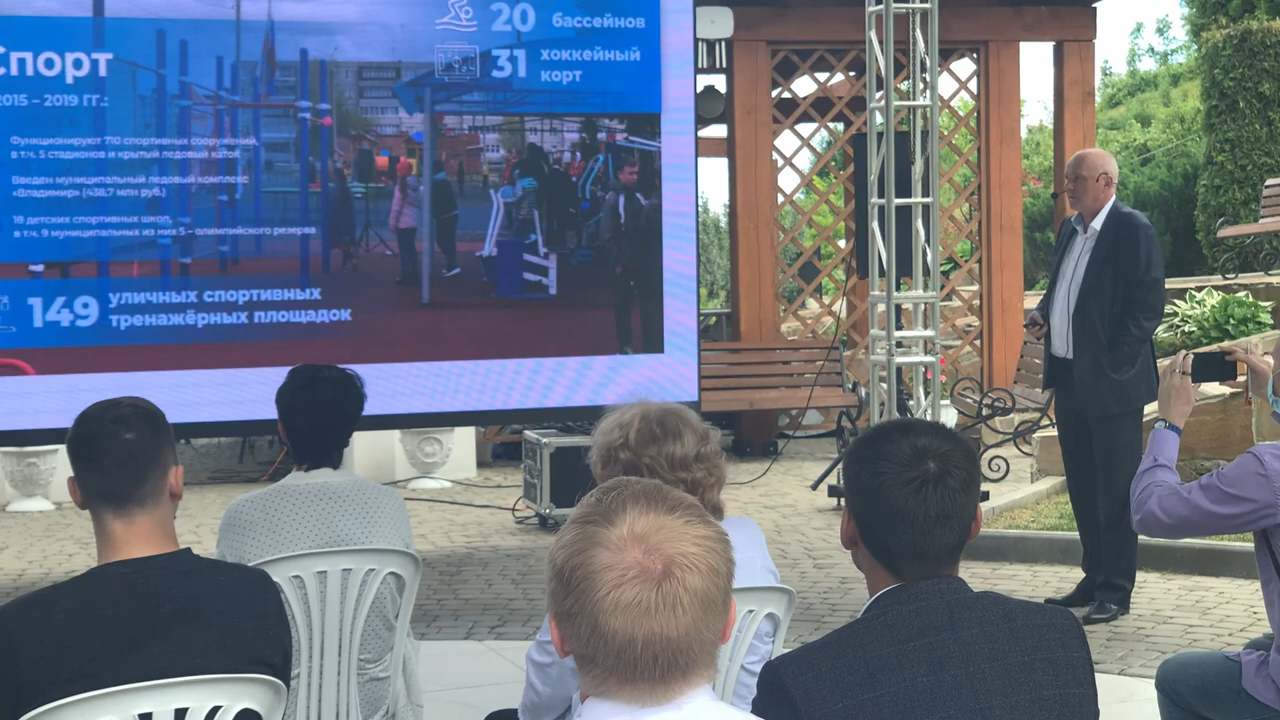 20 бассейнов
31 хоккейный
корт
Спорт
2015 – 2019 ГГ.:
Функционируют 710 спортивных сооружений,
в т.ч. 5 стадионов и крытый ледовый каток
Введен муниципальный ледовый комплекс
«Владимир» (438,7 млн руб.)
18 детских спортивных школ,
в т.ч. 9 муниципальных из них 5 – олимпийского резерва
149 уличных спортивных
тренажёрных площадок